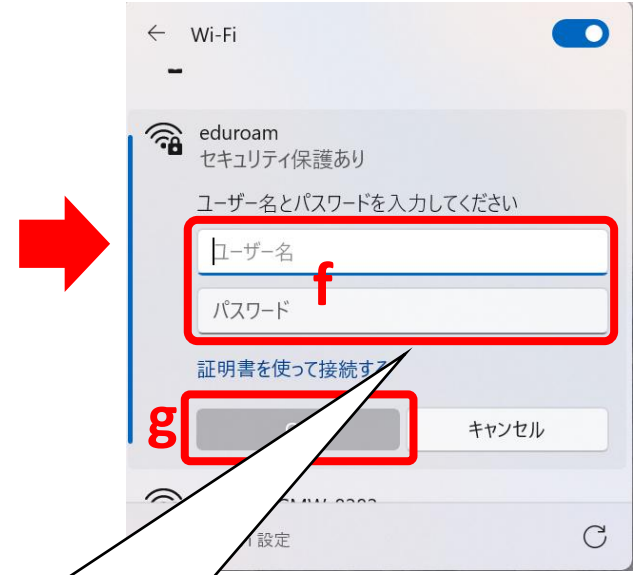 ← Wi-Fi
eduroam
セキュリティ保護あり
ユーザー名とパスワードを入力してください
ユーザー名
f
パスワード
証明書を使って接続する
g
キャンセル
設定